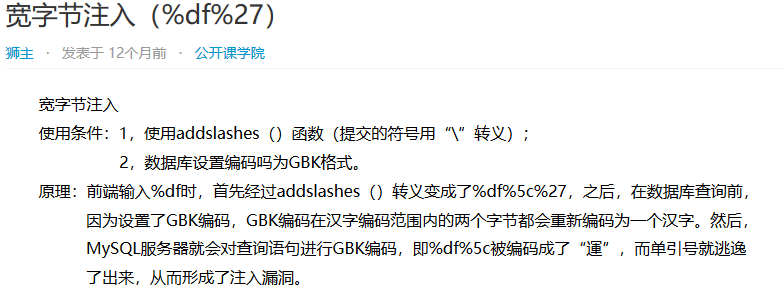 宽字节注入（%df%27）
狮主 · 发表于 12个月前 · 公开课学院
宽字节注入
使用条件：1，使用addslashes（）函数（提交的符号用“\”转义）；
2，数据库设置编码吗为GBK格式。
原理：前端输入%df时，首先经过addslashes（）转义变成了%df%5c%27，之后，在数据库查询前，
因为设置了GBK编码，GBK编码在汉字编码范围内的两个字节都会重新编码为一个汉字。然后，
MySQL服务器就会对查询语句进行GBK编码，即%df%5c被编码成了“運”，而单引号就逃逸
了出来，从而形成了注入漏洞。